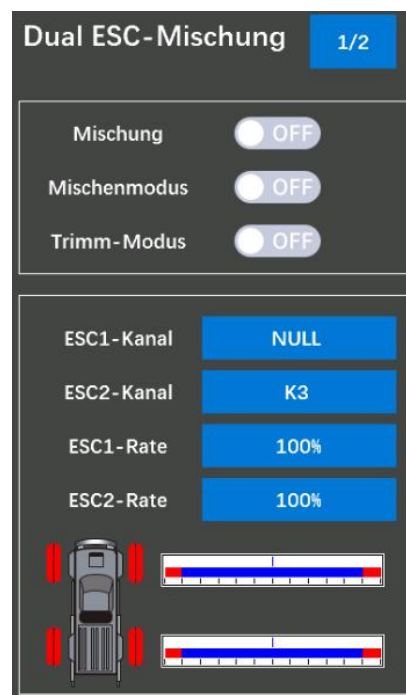 Dual ESC-Mischung 1/2
Mischung OFF
Mischenmodus OFF
Trimm-Modus OFF
ESC1-Kanal NULL
ESC2-Kanal K3
ESC1-Rate 100%
ESC2-Rate 100%